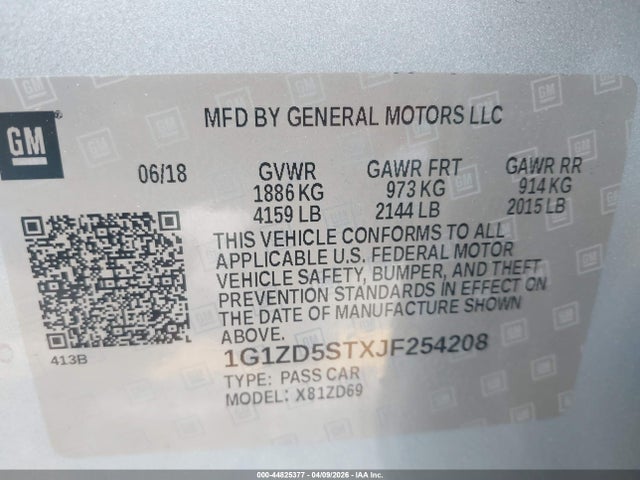 GM
MFD BY GENERAL MOTORS LLC
06/18 GVWR GAWR FRT GAWR RR
1886 KG 973 KG 914 KG
4159 LB 2144 LB 2015 LB
THIS VEHICLE CONFORMS TO ALL
APPLICABLE U.S. FEDERAL MOTOR
VEHICLE SAFETY, BUMPER, AND THEFT
PREVENTION STANDARDS IN EFFECT ON
THE DATE OF MANUFACTURE SHOWN
ABOVE.
413B
1G1ZD5STXJF254208
TYPE: PASS CAR
MODEL: X81ZD69
000-44825377 - 04/09/2026 - IAA Inc.